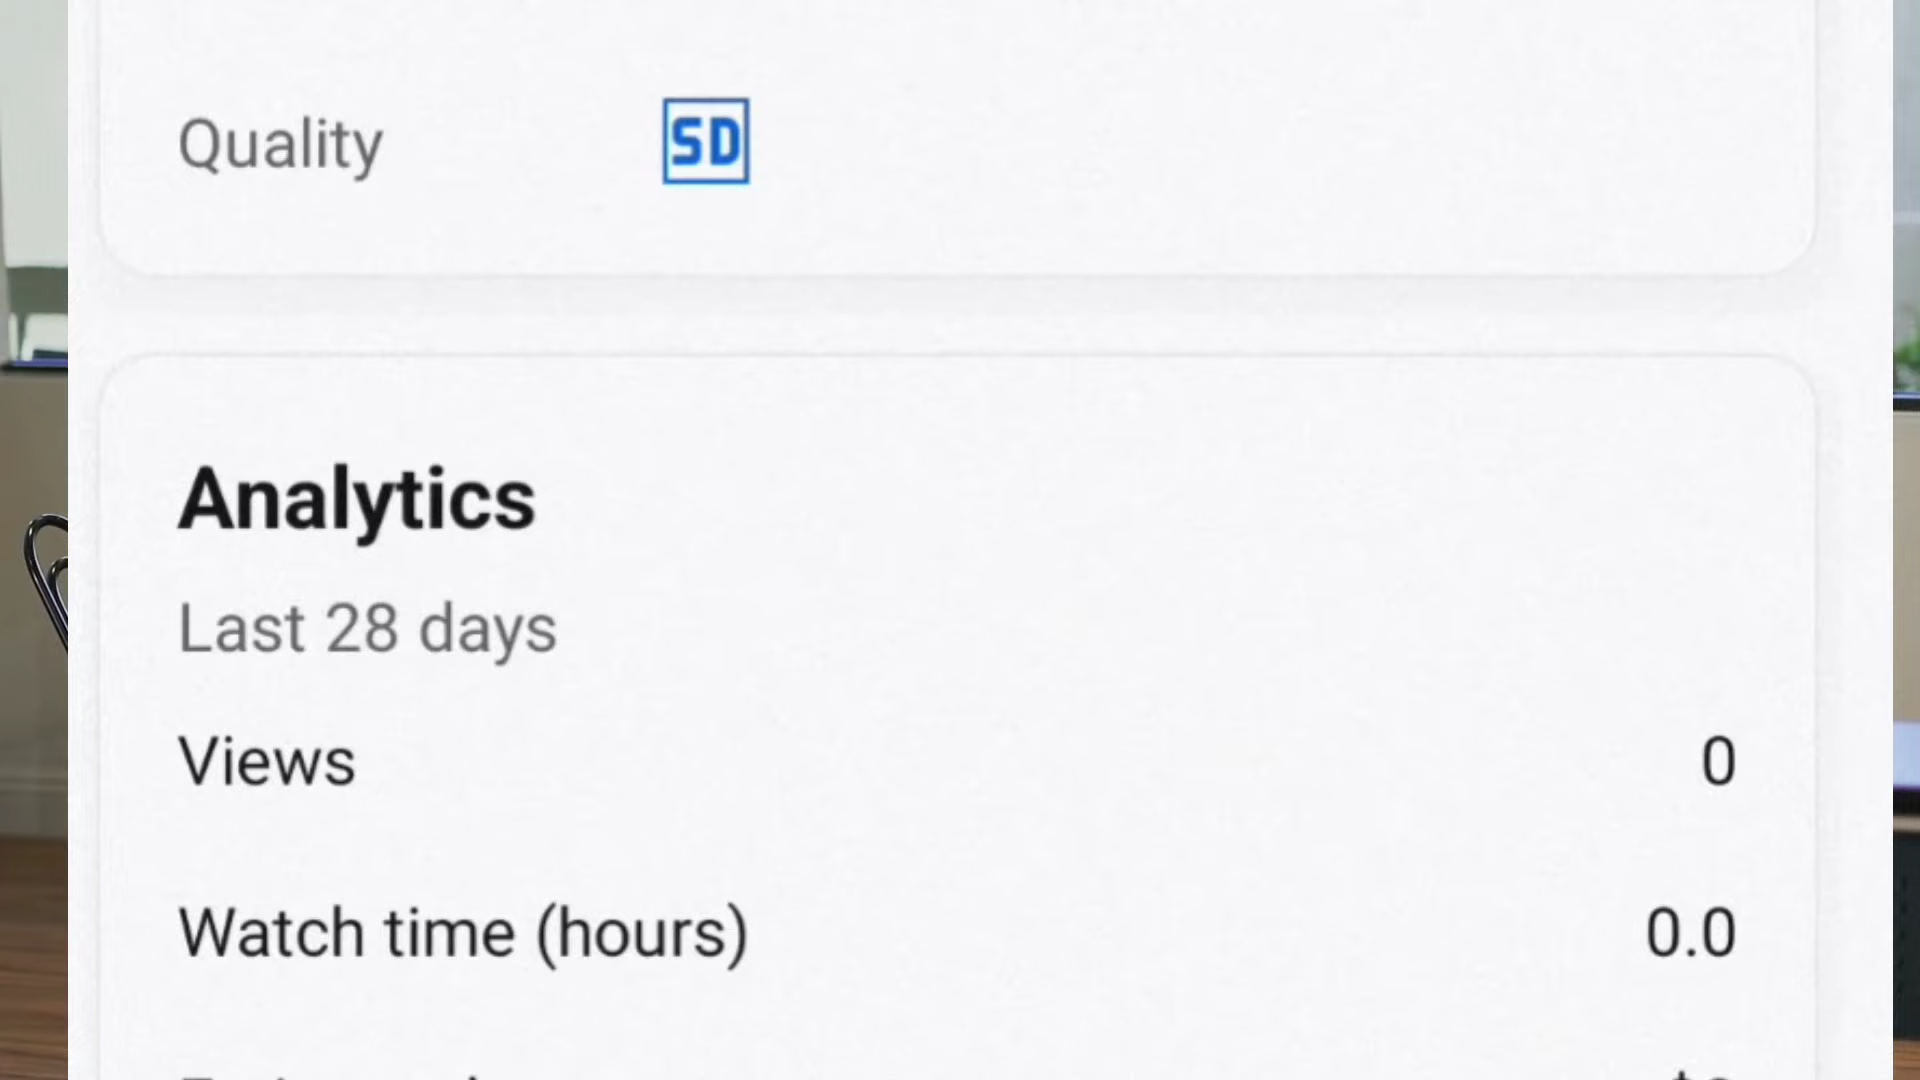 Quality SD
Analytics
Last 28 days
Views 0
Watch time (hours) 0.0